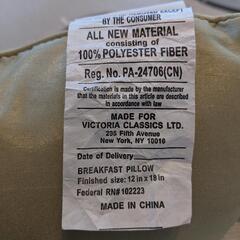 BY THE CONSUMER
ALL NEW MATERIAL
consisting of
100% POLYESTER FIBER
Reg. No. PA-24706(CN)
Certification is made by the manufacturer
that the materials in this article are described
in accordance with law
MADE FOR
VICTORIA CLASSICS LTD.
295 Fifth Avenue
New York, NY 10016
Date of Delivery
BREAKFAST PILLOW
Finished size: 12 in x 18 in
Federal RN#102223
MADE IN CHINA